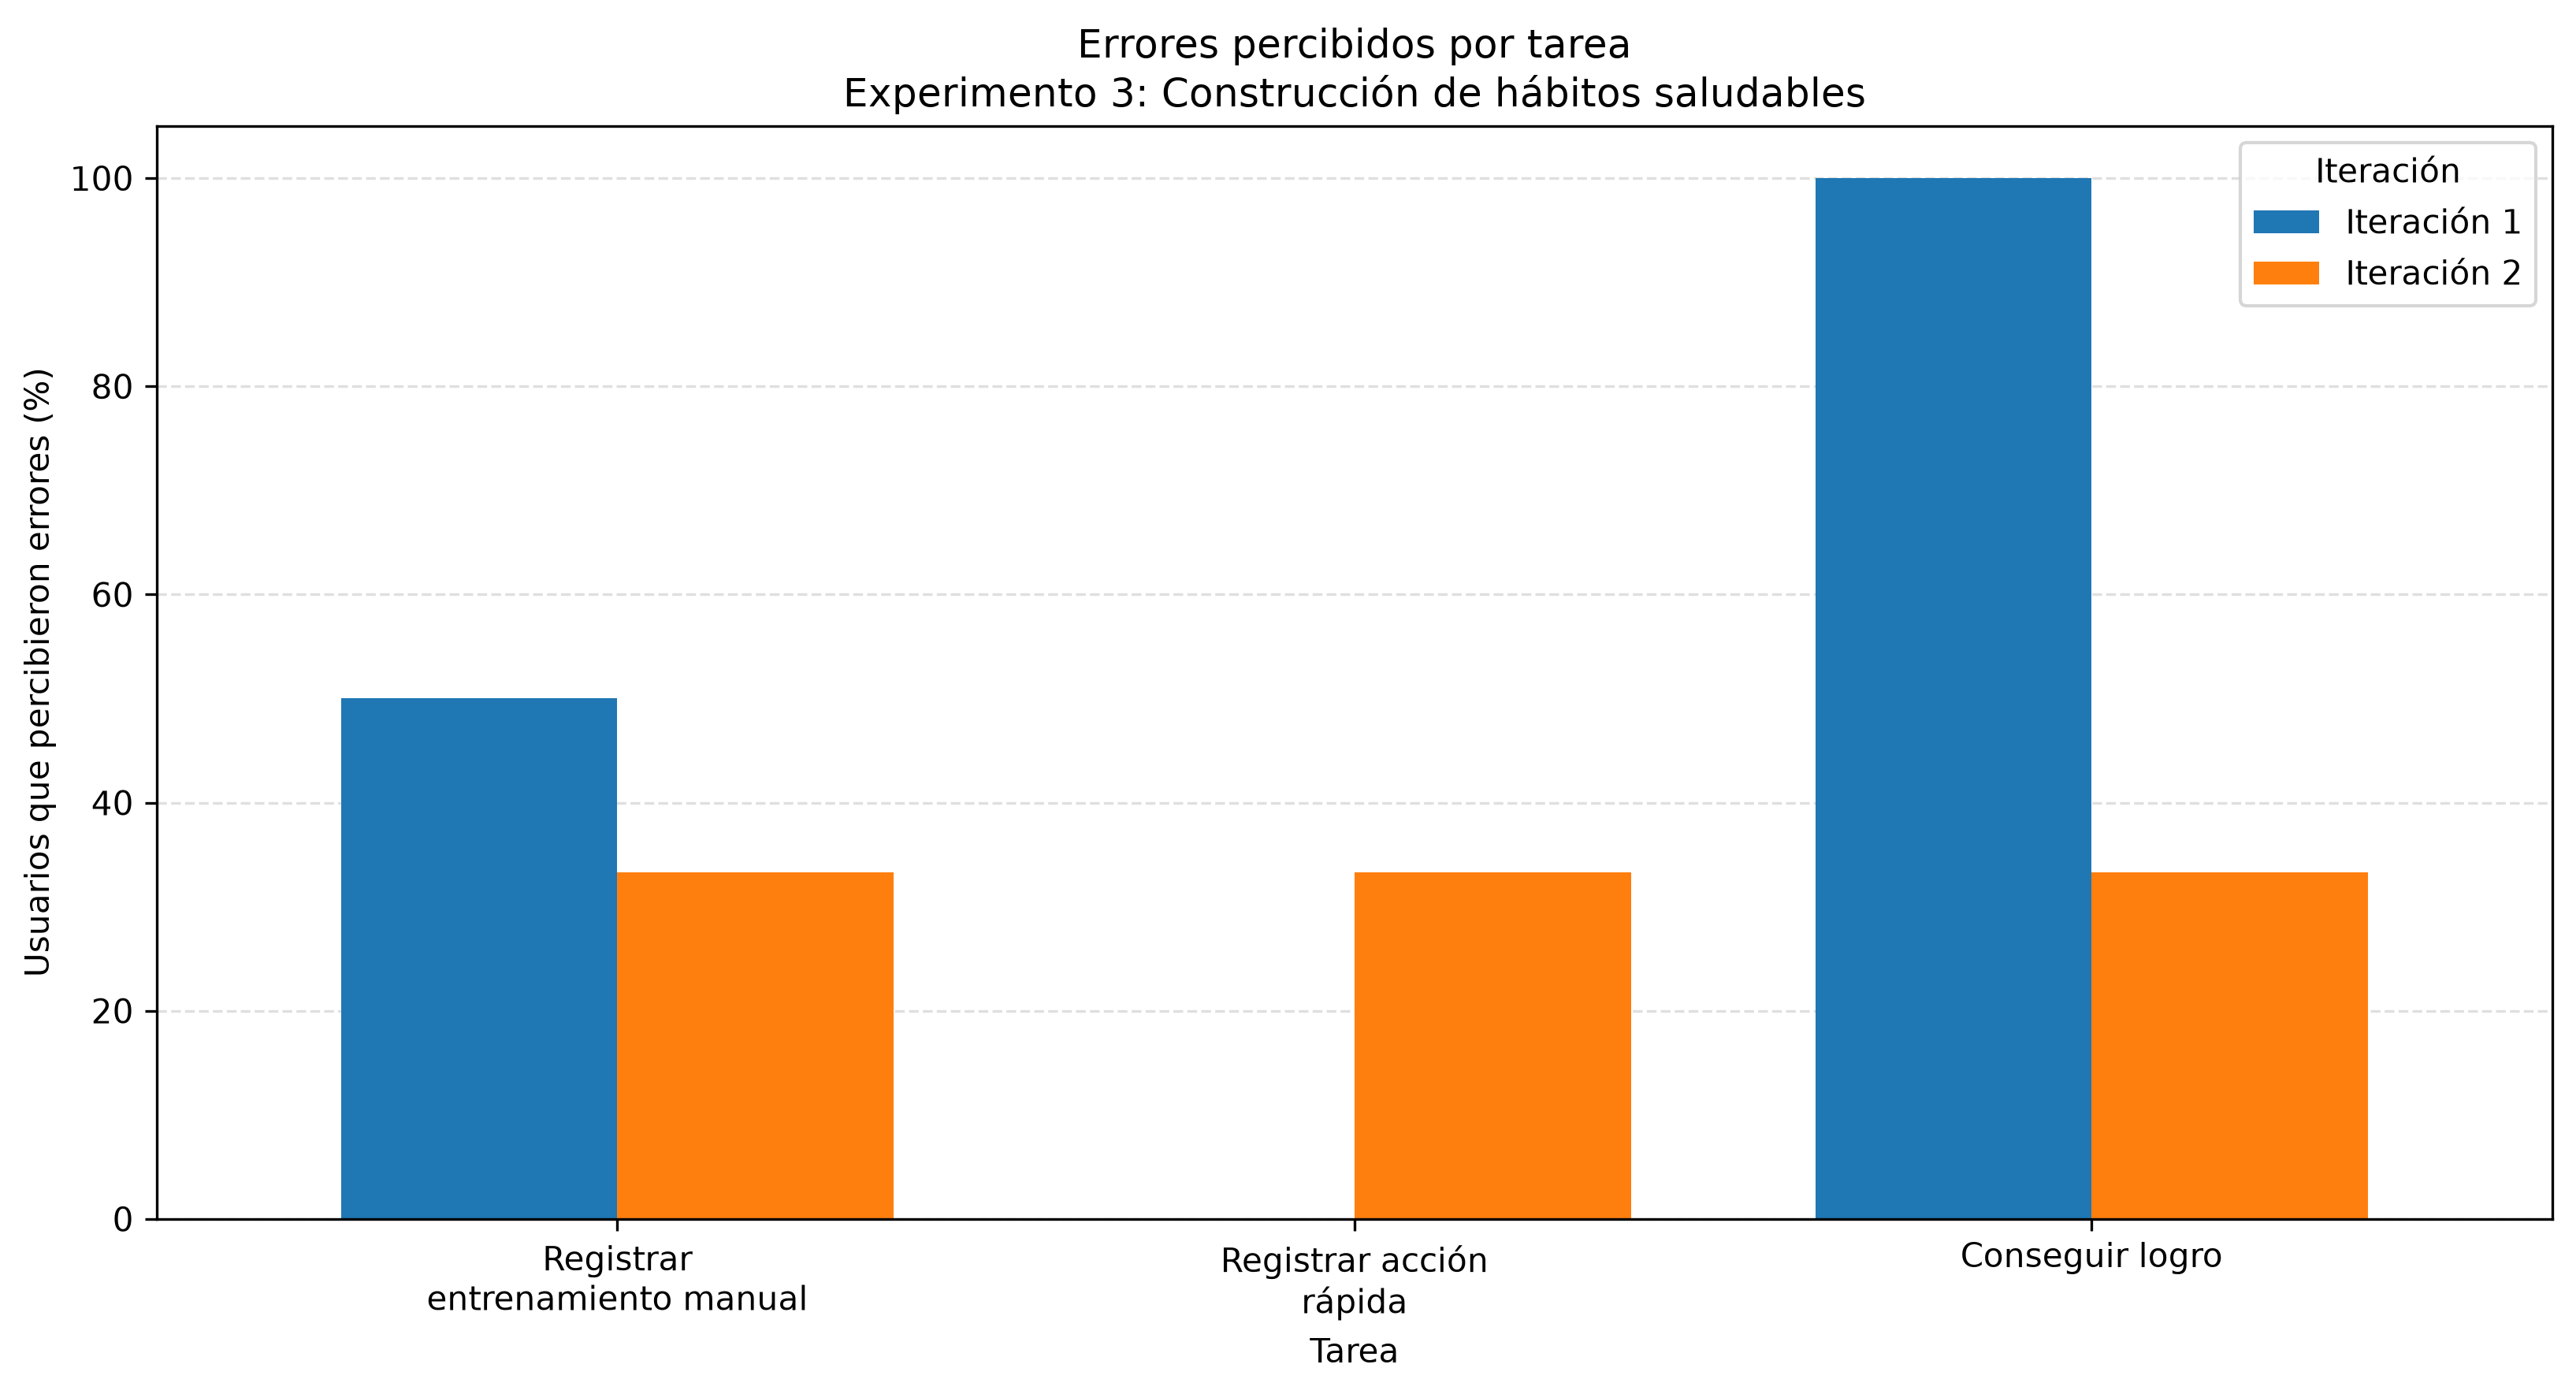 Errores percibidos por tarea
Experimento 3: Construcción de hábitos saludables
Usuarios que percibieron errores (%)
100
80
60
40
20
0
Iteración
Iteración 1
Iteración 2
Registrar
entrenamiento manual
Registrar acción
rápida
Conseguir logro
Tarea